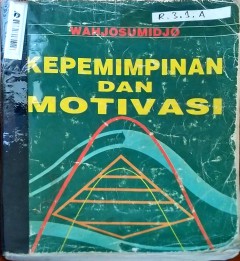 R.3.1.A
WAHJOSUMIDJO
KEPEMIMPINAN
DAN
MOTIVASI